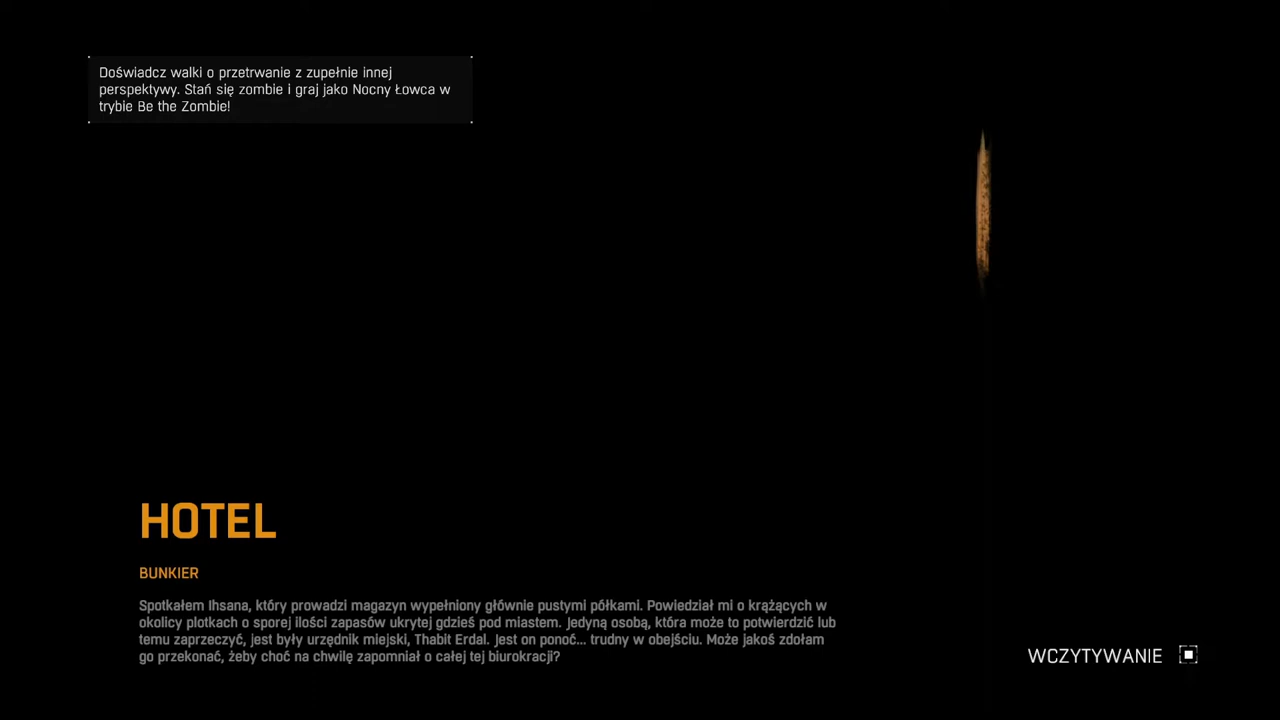 Doświadcz walki o przetrwanie z zupełnie innej
perspektywy. Stań się zombie i graj jako Nocny Łowca w
trybie Be the Zombie!
HOTEL
BUNKIER
Spotkałem Ihsana, który prowadzi magazyn wypełniony głównie pustymi półkami. Powiedział mi o krążących w
okolicy plotkach o sporej ilości zapasów ukrytej gdzieś pod miastem. Jedyną osobą, która może to potwierdzić lub
temu zaprzeczyć, jest były urzędnik miejski, Thabit Erdal. Jest on ponoć... trudny w obejściu. Może jakoś zdołam
go przekonać, żeby choć na chwilę zapomniał o całej tej biurokracji?
WCZYTYWANIE